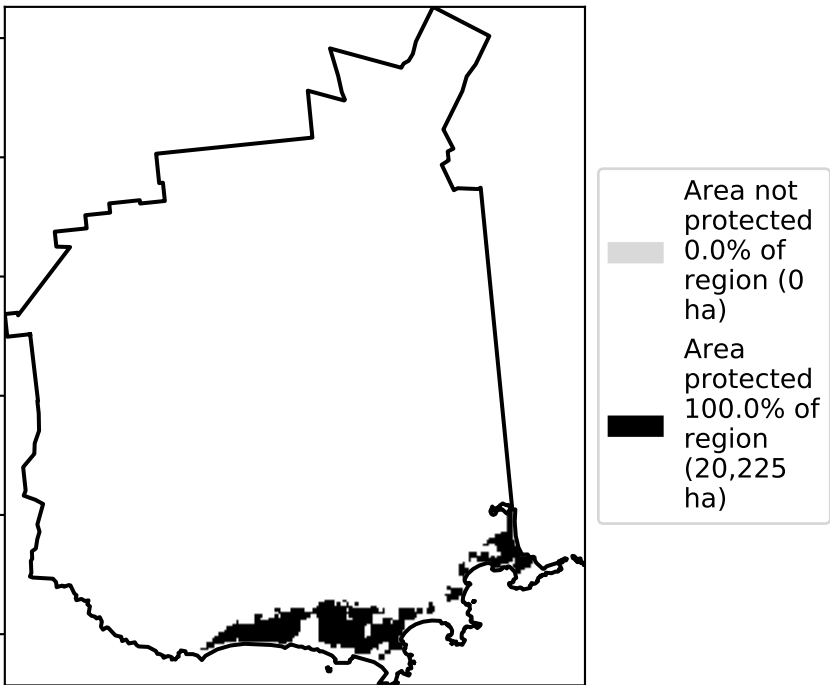 Area not
protected
0.0% of
region (0
ha)
Area
protected
100.0% of
region
(20,225
ha)